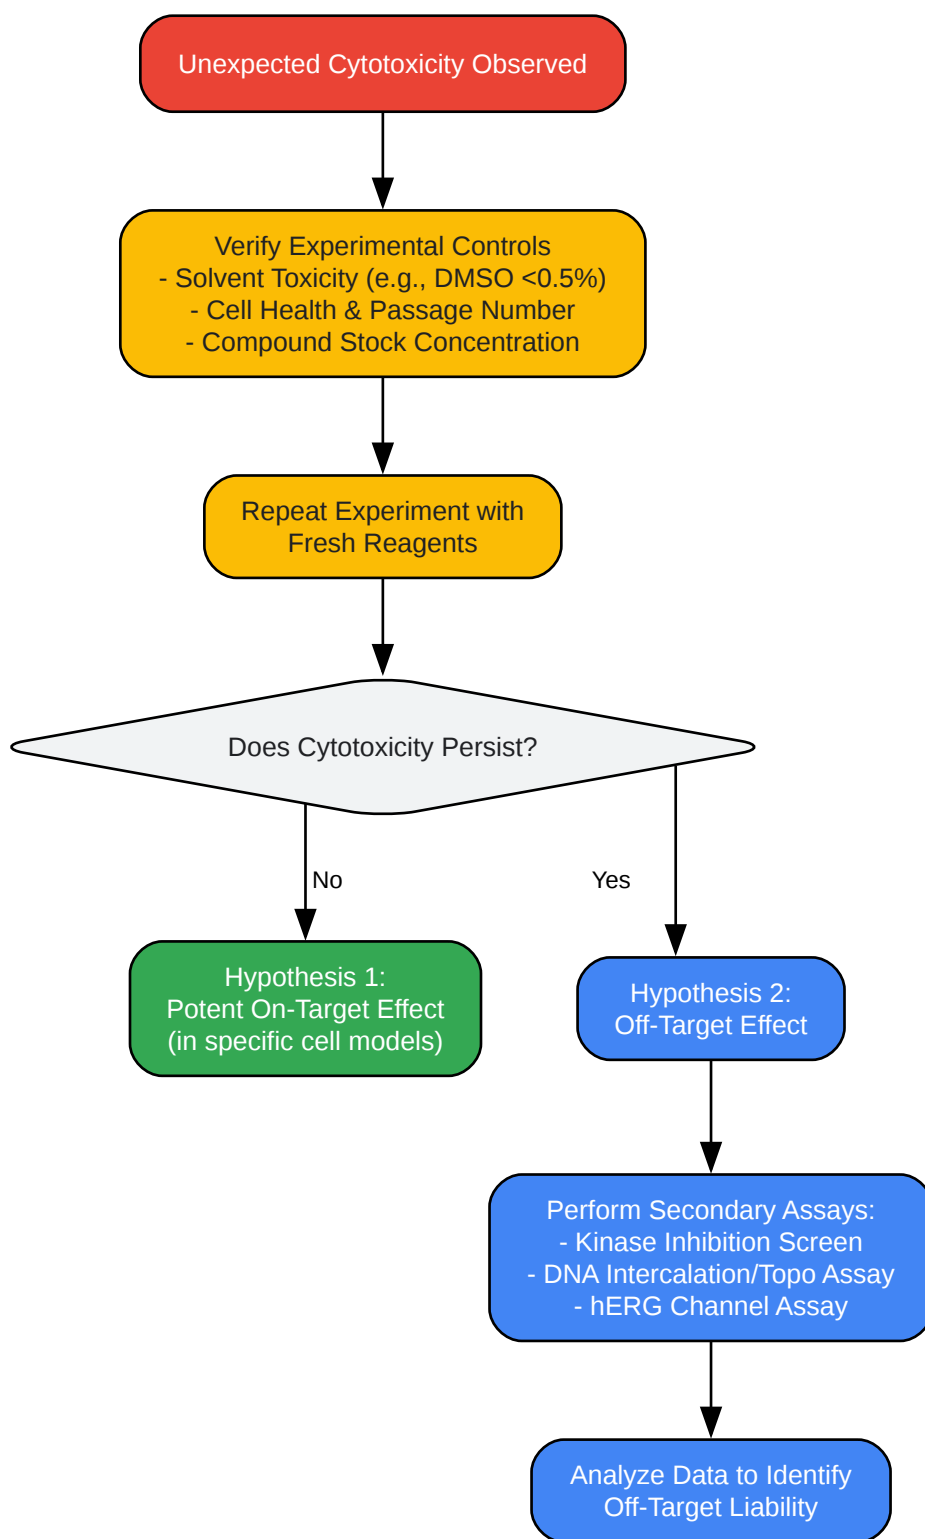 Unexpected Cytotoxicity Observed
Verify Experimental Controls
- Solvent Toxicity (e.g., DMSO <0.5%)
- Cell Health & Passage Number
- Compound Stock Concentration
Repeat Experiment with
Fresh Reagents
Does Cytotoxicity Persist?
No
Yes
Hypothesis 1:
Potent On-Target Effect
(in specific cell models)
Hypothesis 2:
Off-Target Effect
Perform Secondary Assays:
- Kinase Inhibition Screen
- DNA Intercalation/Topo Assay
- hERG Channel Assay
Analyze Data to Identify
Off-Target Liability